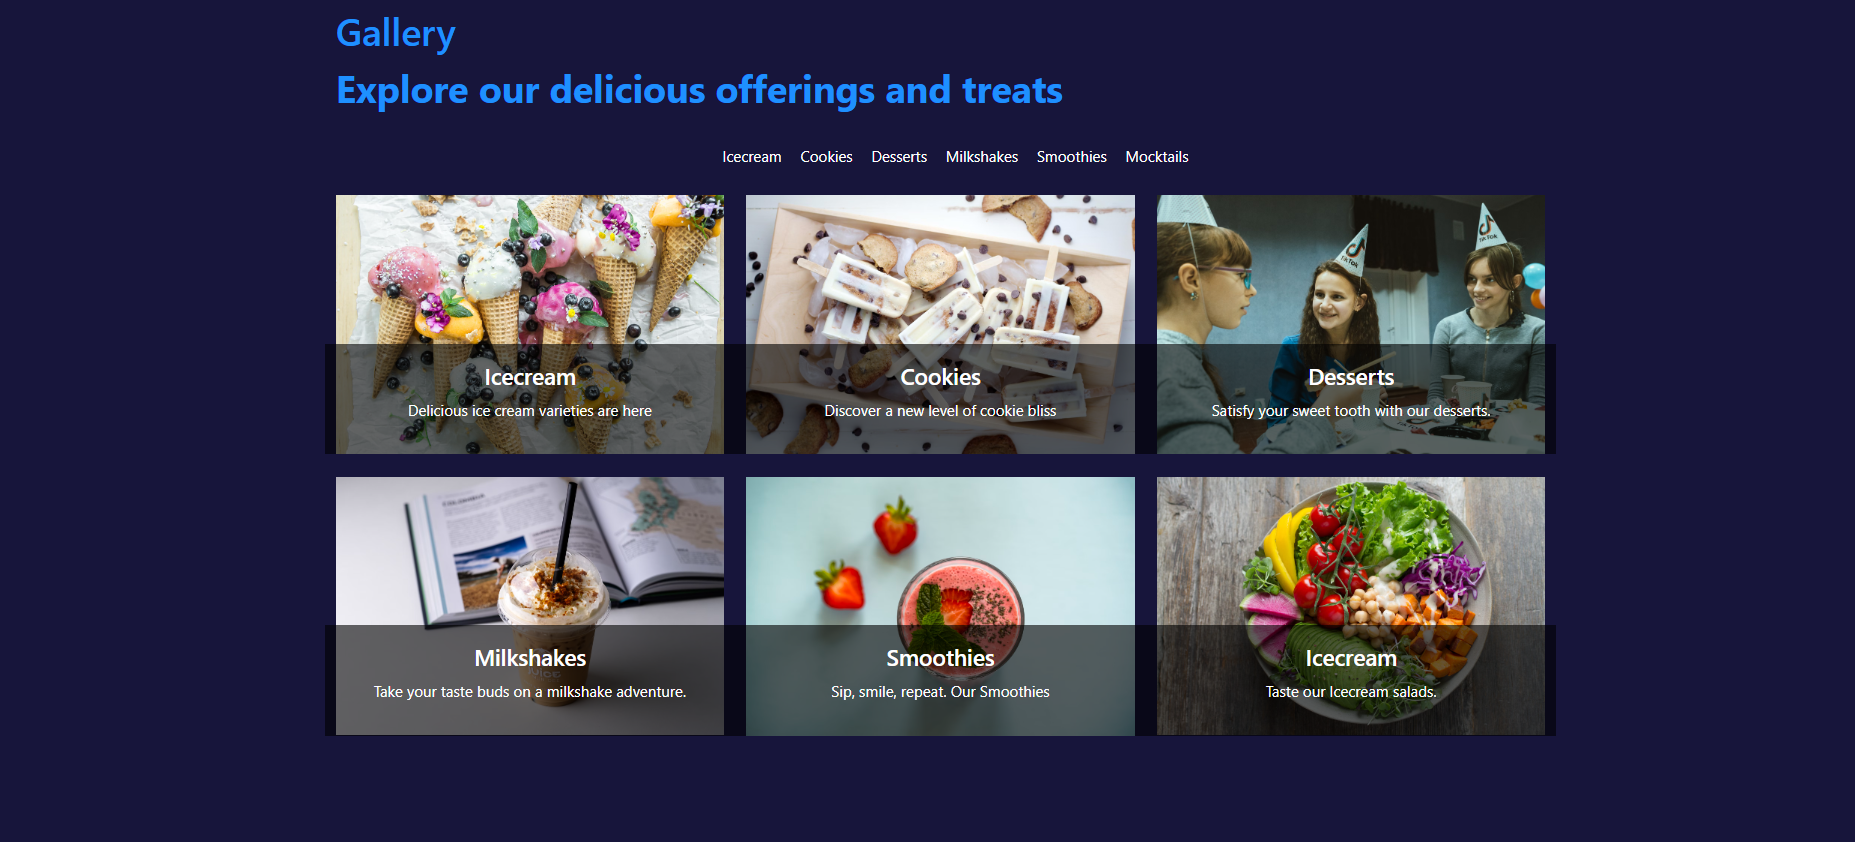 Gallery
Explore our delicious offerings and treats
Icecream Cookies Desserts Milkshakes Smoothies Mocktails
TikTok
TikTok
Icecream
Delicious ice cream varieties are here
Cookies
Discover a new level of cookie bliss
Desserts
Satisfy your sweet tooth with our desserts.
Milkshakes
Take your taste buds on a milkshake adventure.
Smoothies
Sip, smile, repeat. Our Smoothies
Icecream
Taste our Icecream salads.